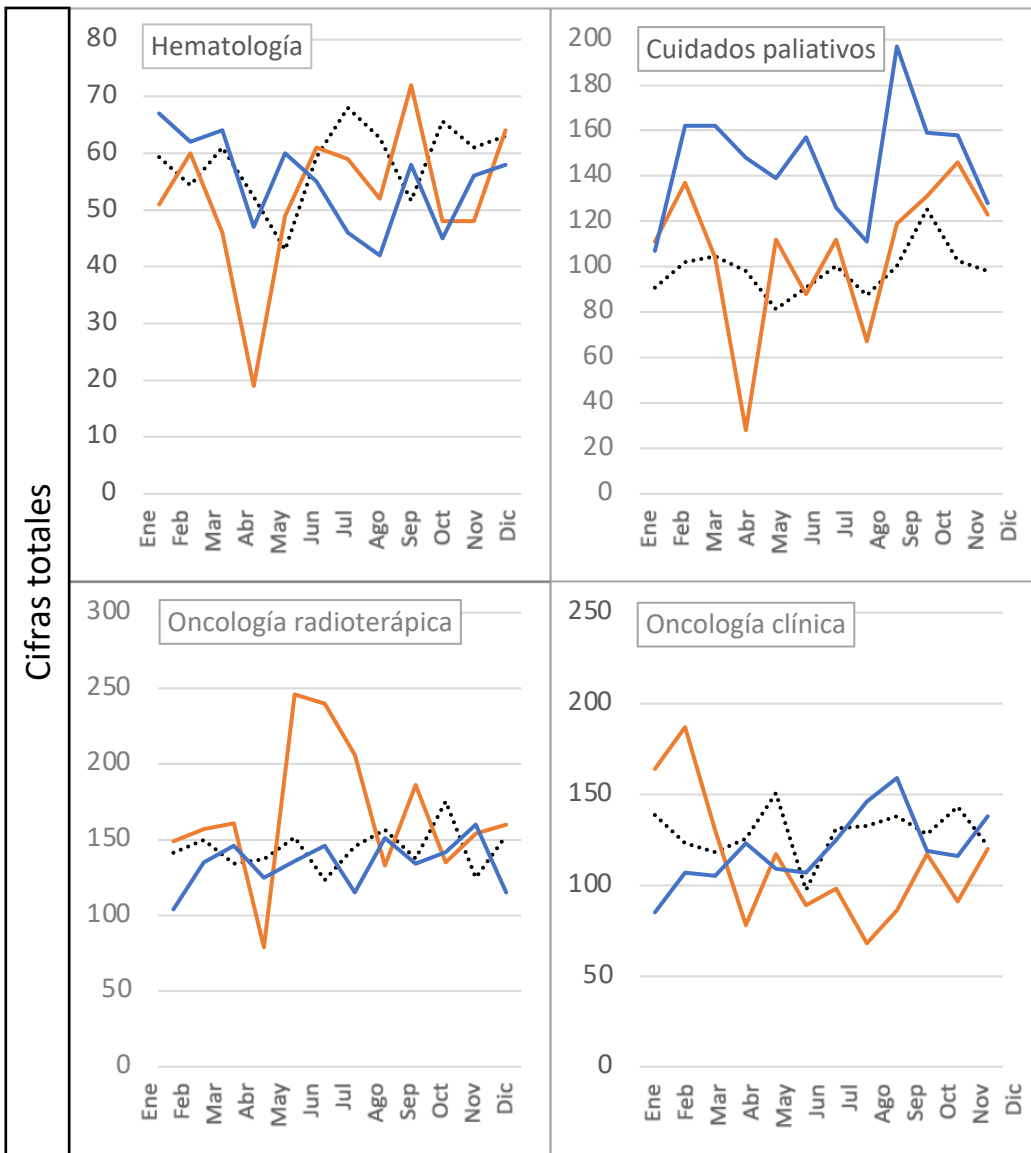 Cifras totales
Hematología
80
70
60
50
40
30
20
10
0
Ene
Feb
Mar
Abr
May
Jun
Jul
Ago
Sep
Oct
Nov
Dic
Cuidados paliativos
200
180
160
140
120
100
80
60
40
20
0
Ene
Feb
Mar
Abr
May
Jun
Jul
Ago
Sep
Oct
Nov
Dic
Oncología radioterápica
300
250
200
150
100
50
0
Ene
Feb
Mar
Abr
May
Jun
Jul
Ago
Sep
Oct
Nov
Dic
Oncología clínica
250
200
150
100
50
0
Ene
Feb
Mar
Abr
May
Jun
Jul
Ago
Sep
Oct
Nov
Dic